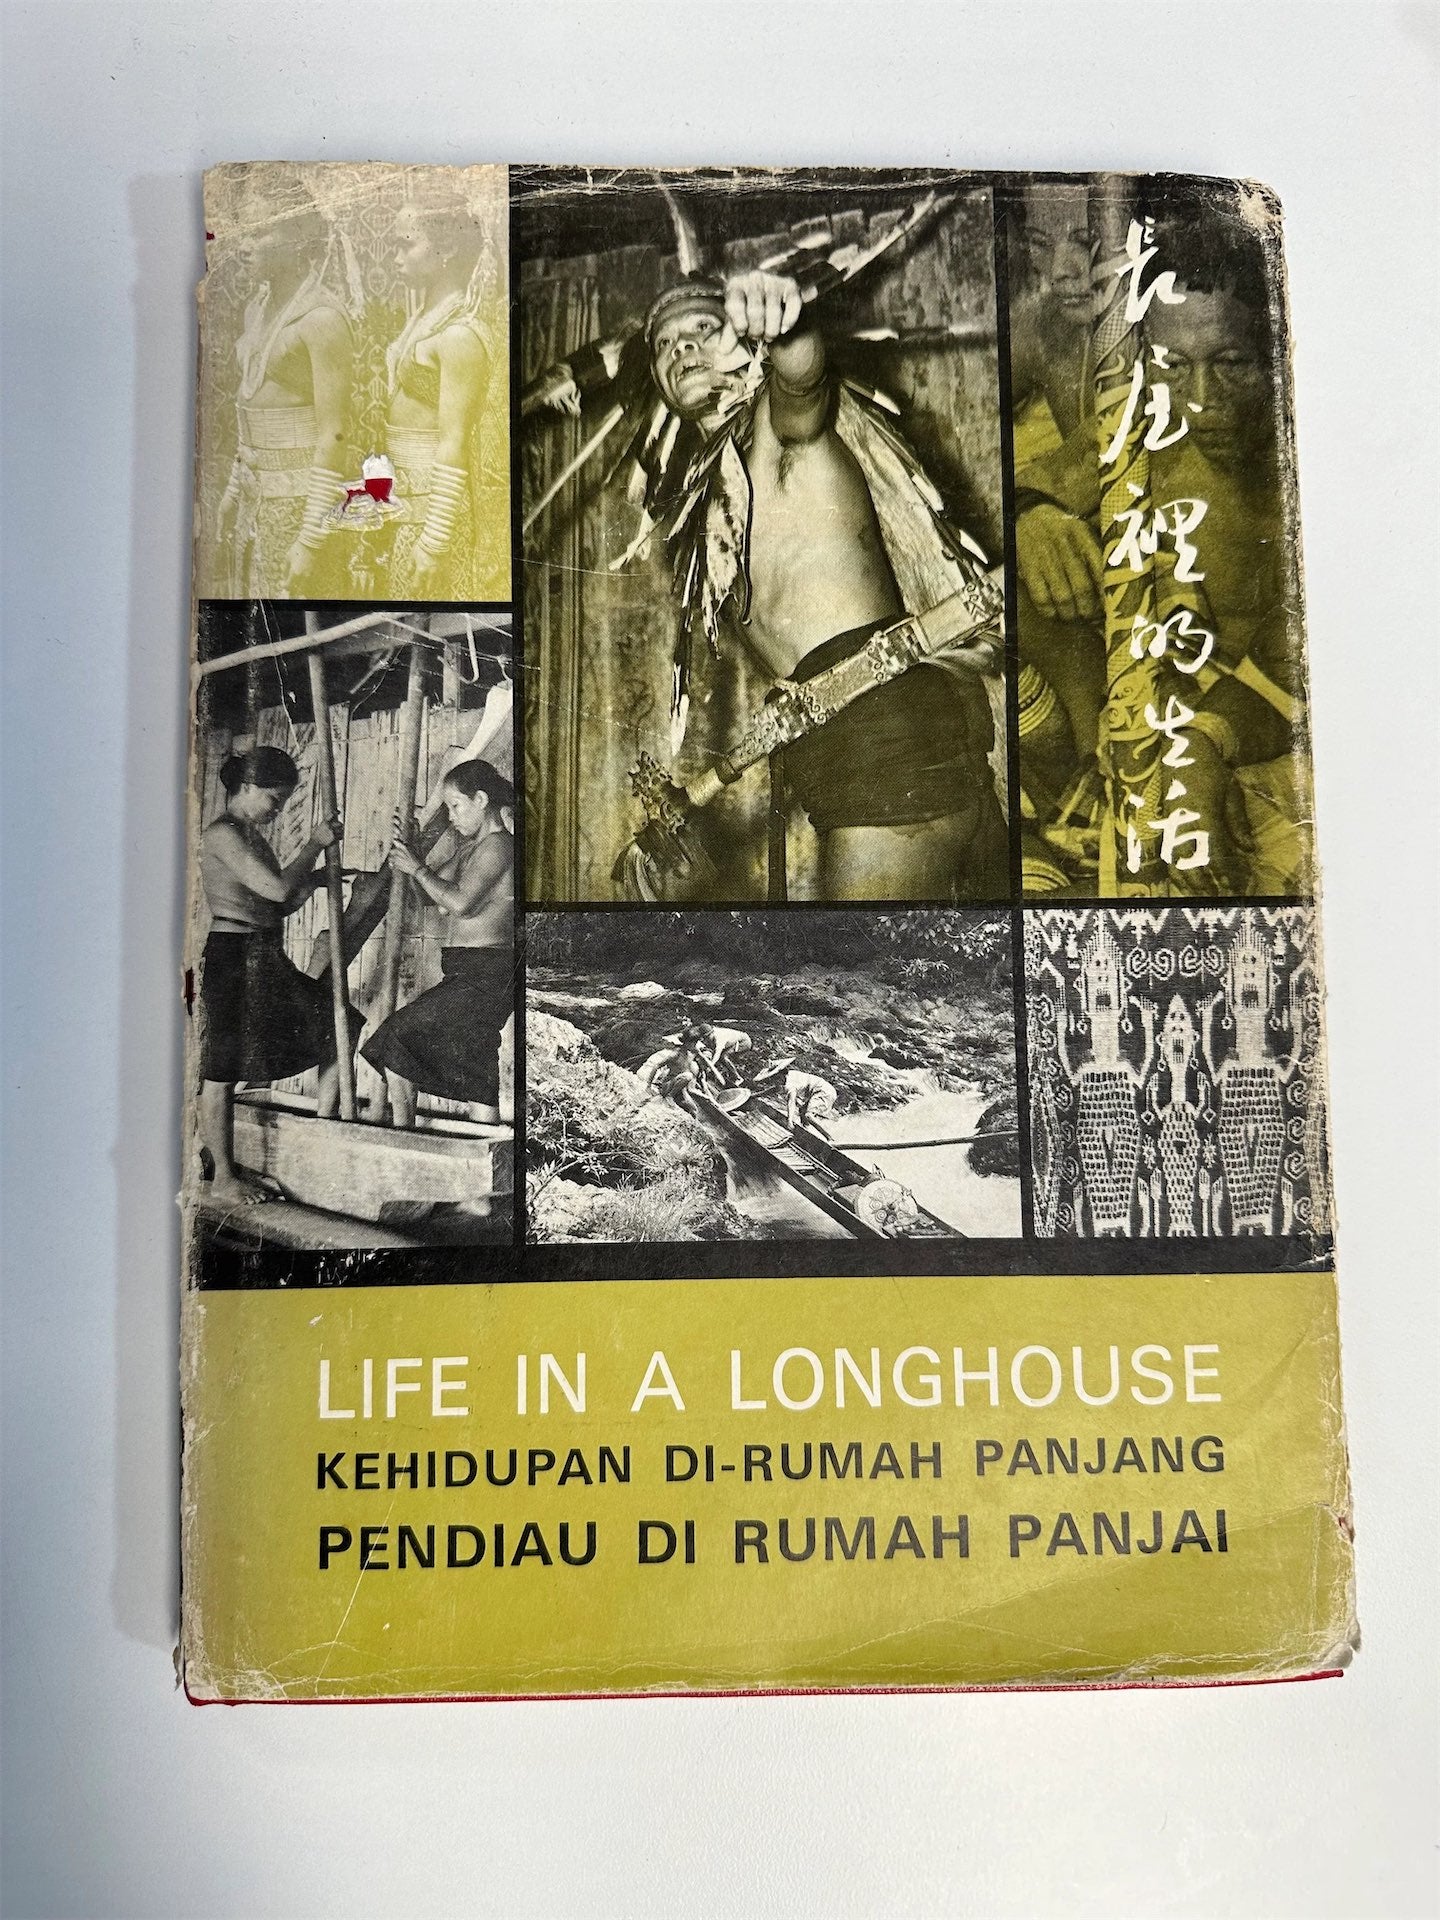 長屋裡的生活
LIFE IN A LONGHOUSE
KEHIDUPAN DI-RUMAH PANJANG
PENDIAU DI RUMAH PANJAI